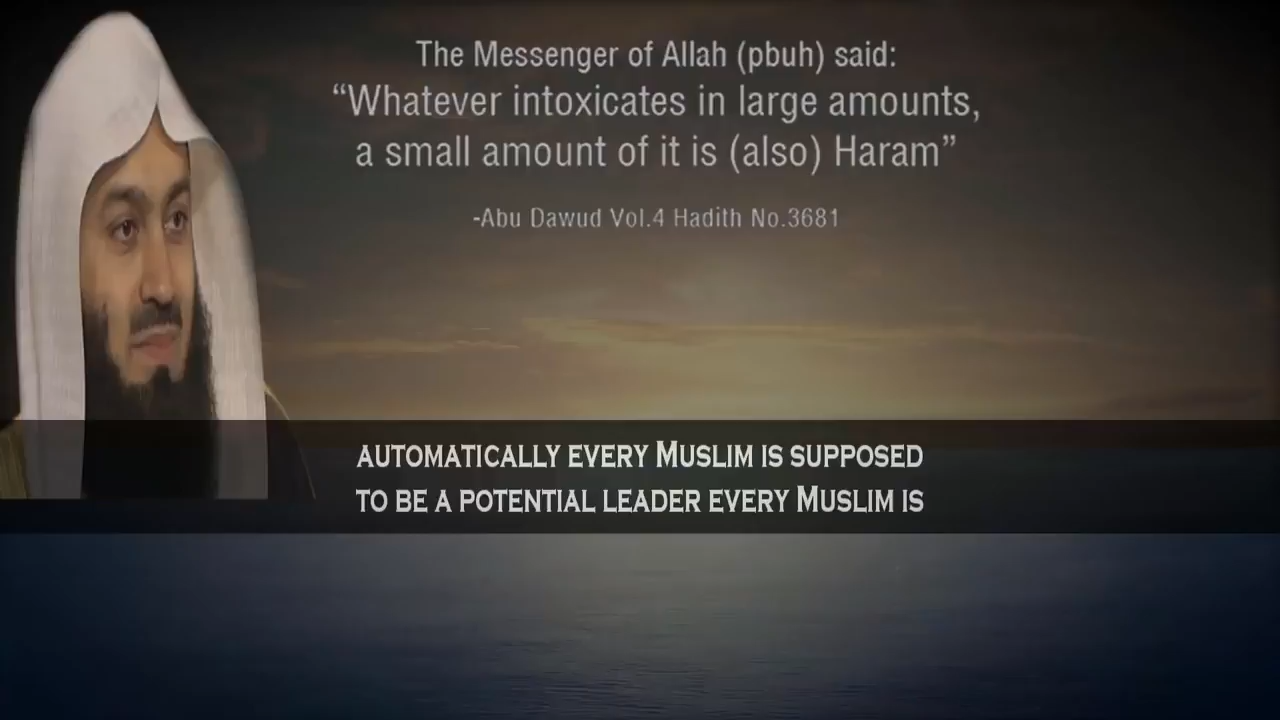 The Messenger of Allah (pbuh) said:
“Whatever intoxicates in large amounts,
a small amount of it is (also) Haram”
-Abu Dawud Vol.4 Hadith No.3681
AUTOMATICALLY EVERY MUSLIM IS SUPPOSED
TO BE A POTENTIAL LEADER EVERY MUSLIM IS